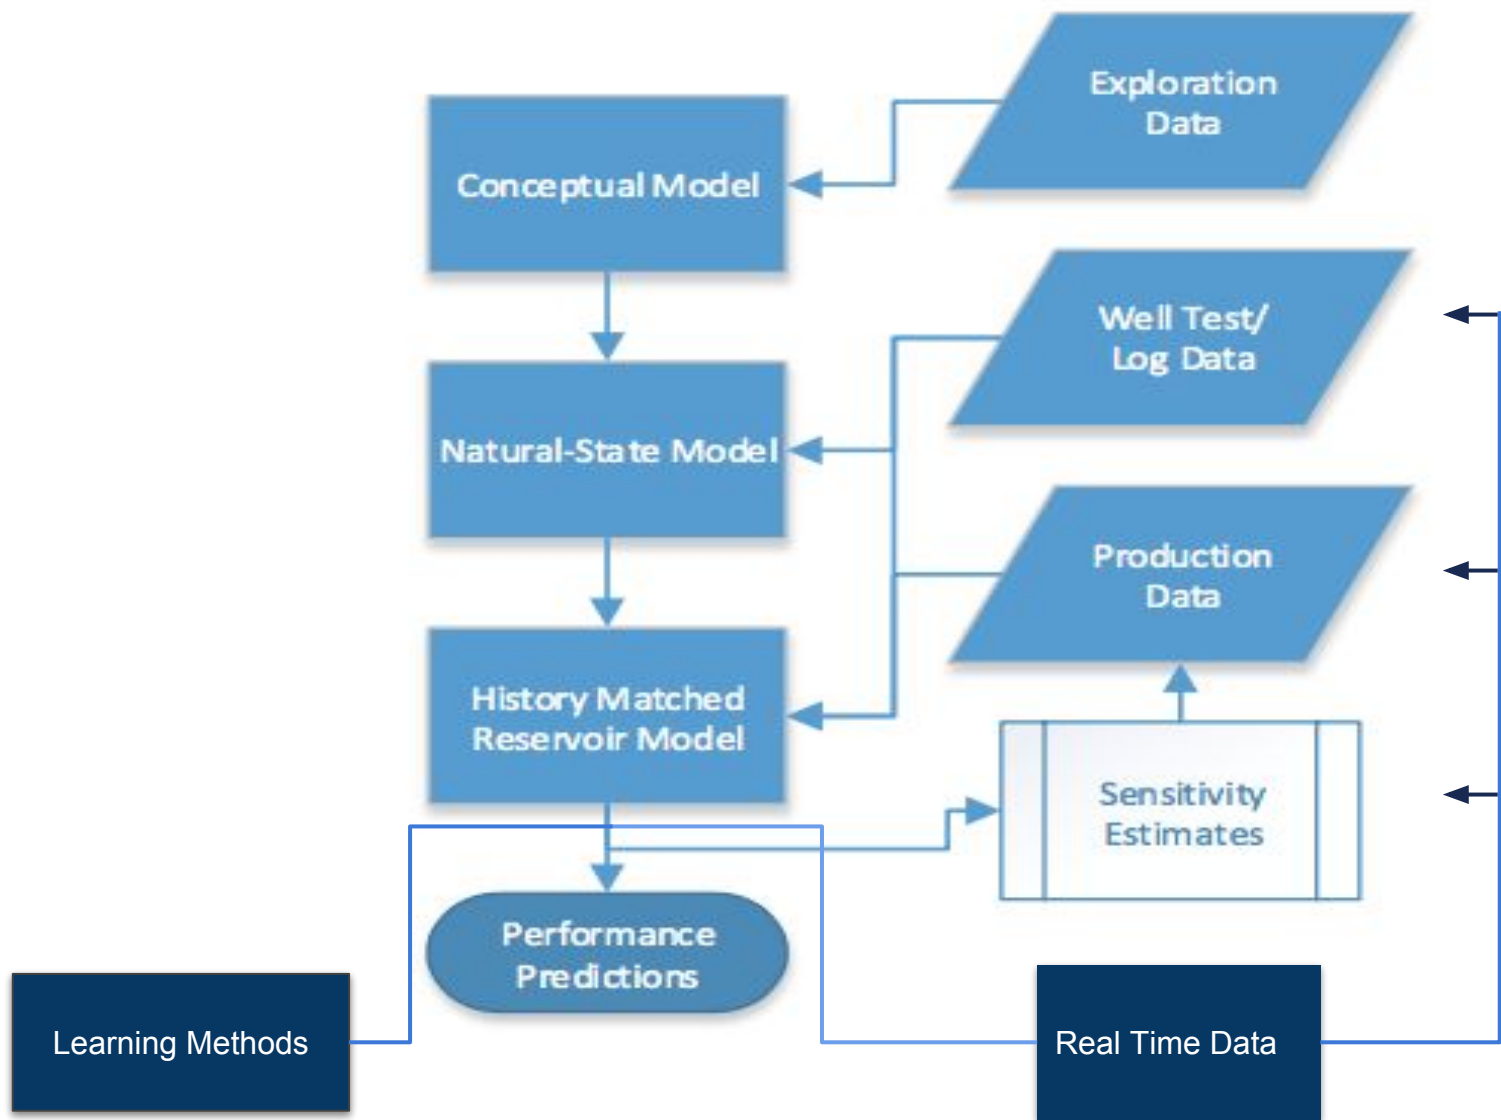 Exploration
Data
Conceptual Model
Well Test/
Log Data
Natural-State Model
Production
Data
History Matched
Reservoir Model
Sensitivity
Estimates
Performance
Predictions
Learning Methods
Real Time Data